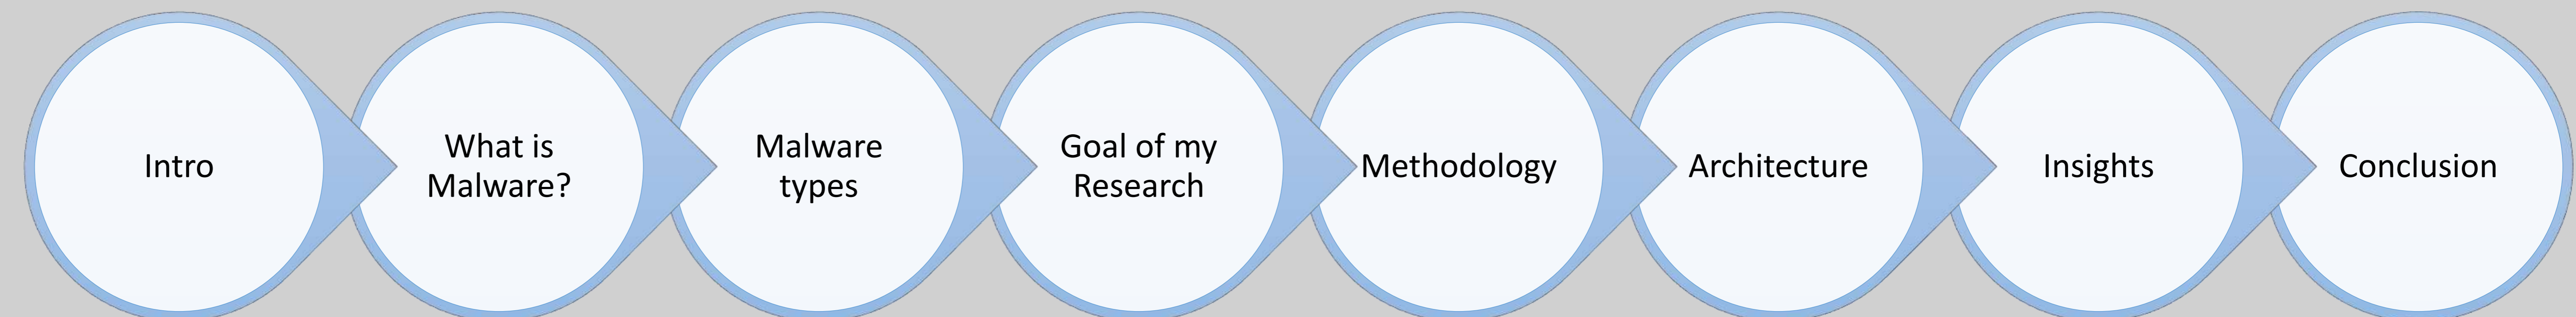 Intro
What is
Malware?
Malware
types
Goal of my
Research
Methodology
Architecture
Insights
Conclusion